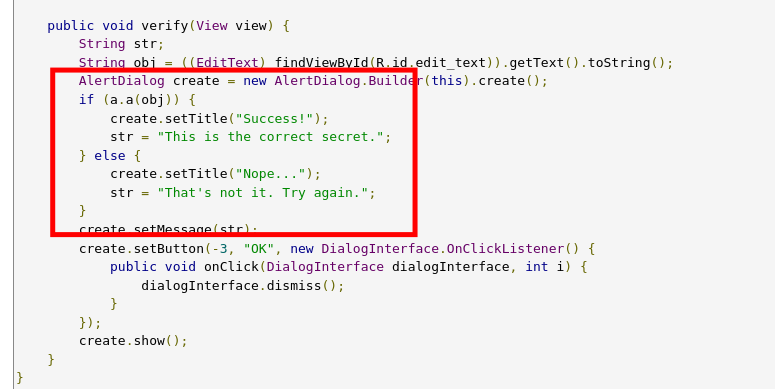 public void verify(View view) {
String str;
String obj = ((EditText) findViewById(R.id.edit_text)).getText().toString();
AlertDialog create = new AlertDialog.Builder(this).create();
if (a.a(obj)) {
create.setTitle("Success!");
str = "This is the correct secret.";
} else {
create.setTitle("Nope...");
str = "That's not it. Try again.";
}
create.setMessage(str);
create.setButton(-3, "OK", new DialogInterface.OnClickListener() {
public void onClick(DialogInterface dialogInterface, int i) {
dialogInterface.dismiss();
}
});
create.show();
}
}